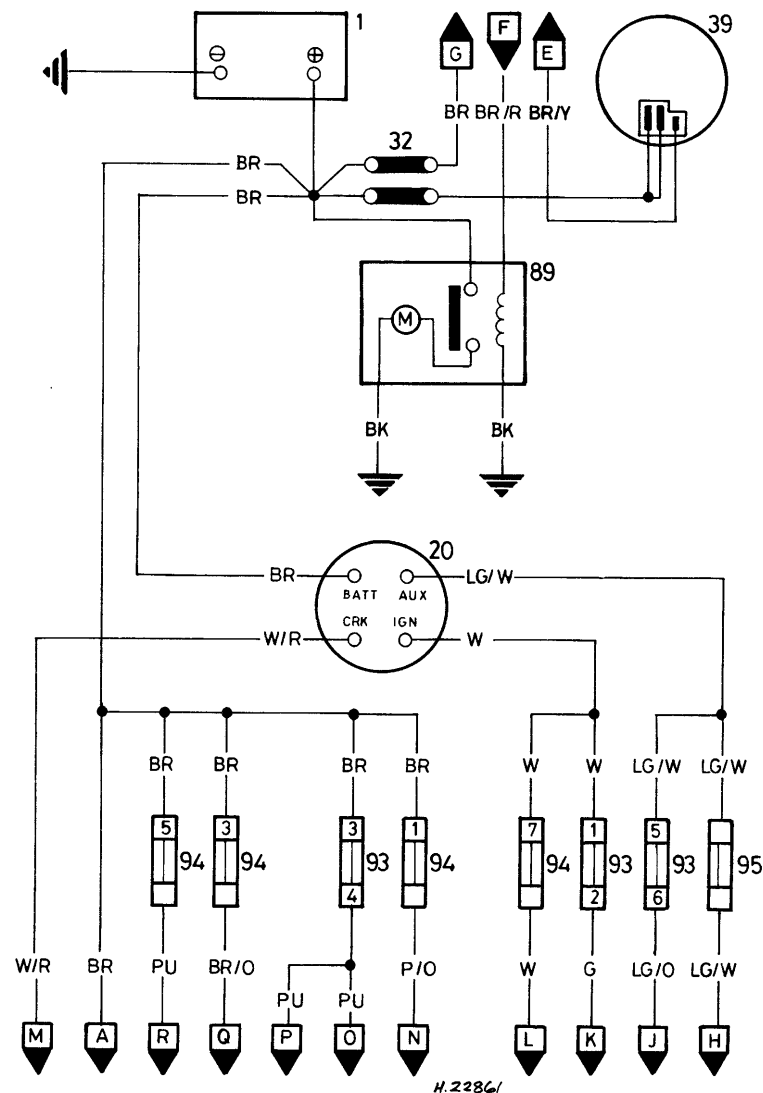 1
⊖ ⊕
G F E
39
BR BR/R BR/Y
32
BR
BR
89
M
BK BK
20
BR LG/W
BATT AUX
CRK IGN
W/R W
BR BR BR BR W W LG/W LG/W
5 3 3 1 7 1 5
94 94 93 94 94 93 93 95
4 2 6
W/R BR PU BR/O P/O W G LG/O LG/W
PU PU
M A R Q P O N L K J H
H.22861